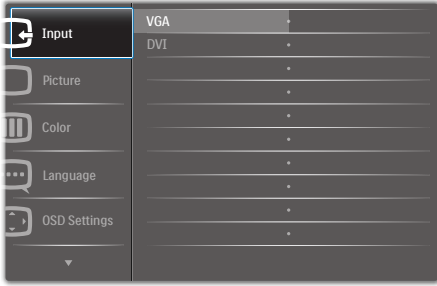 Input
VGA
DVI
Picture
Color
Language
OSD Settings